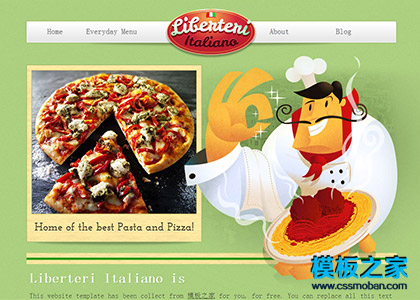 Home
Everyday Menu
Liberteri
Italiano
About
Blog
Home of the best Pasta and Pizza!
Liberteri Italiano is
This website template has been collect from 模板之家 for you, for free. You can replace all this text
模板之家
www.cssmoban.com